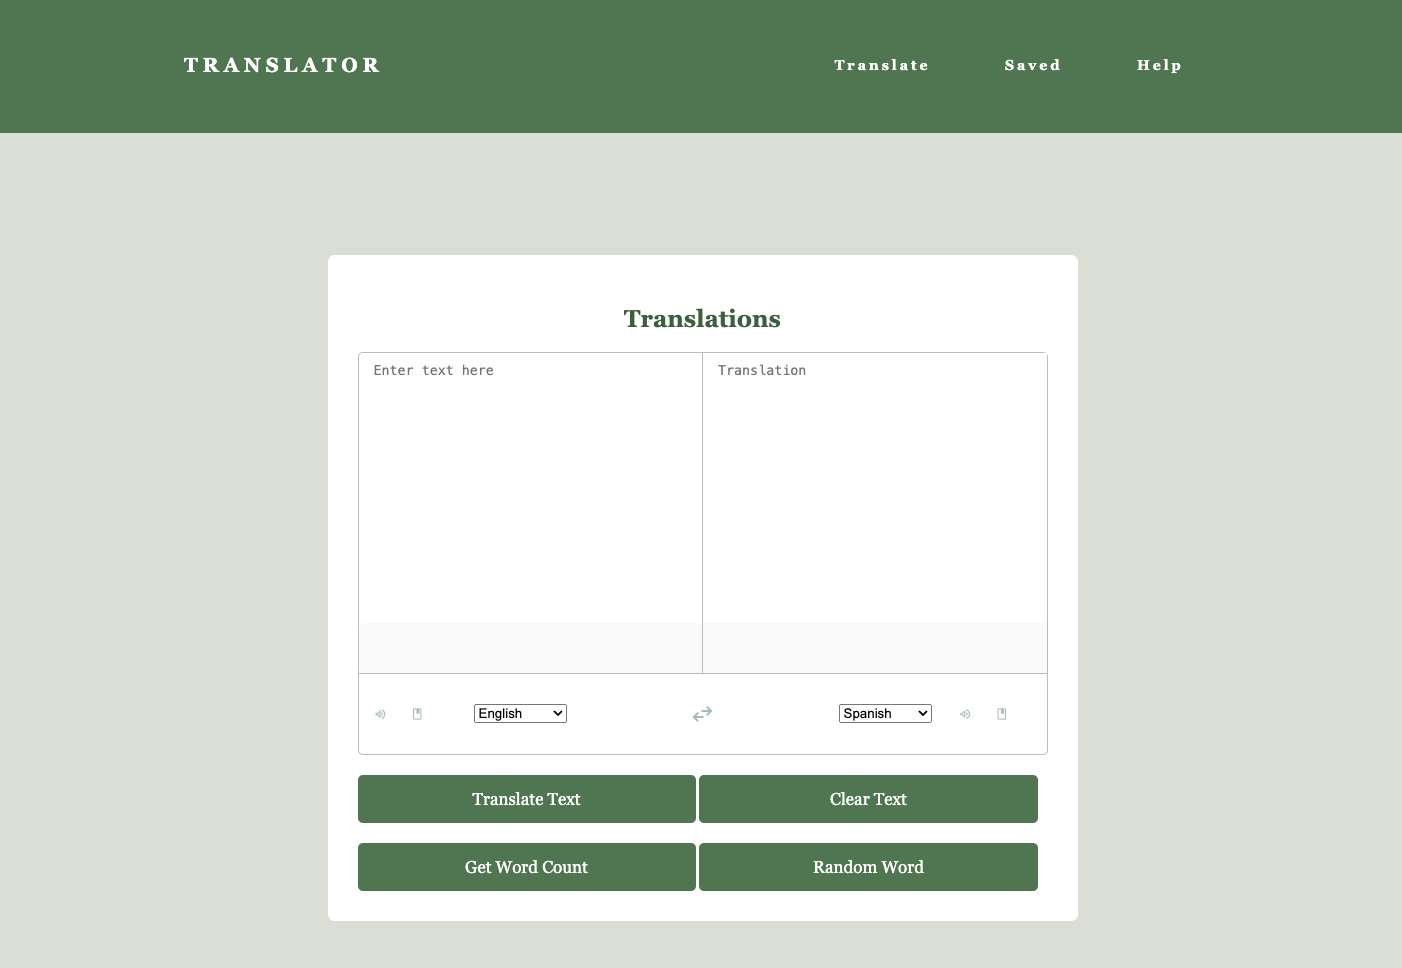 TRANSLATOR
Translate Saved Help
Translations
Enter text here
Translation
English
Spanish
Translate Text
Clear Text
Get Word Count
Random Word